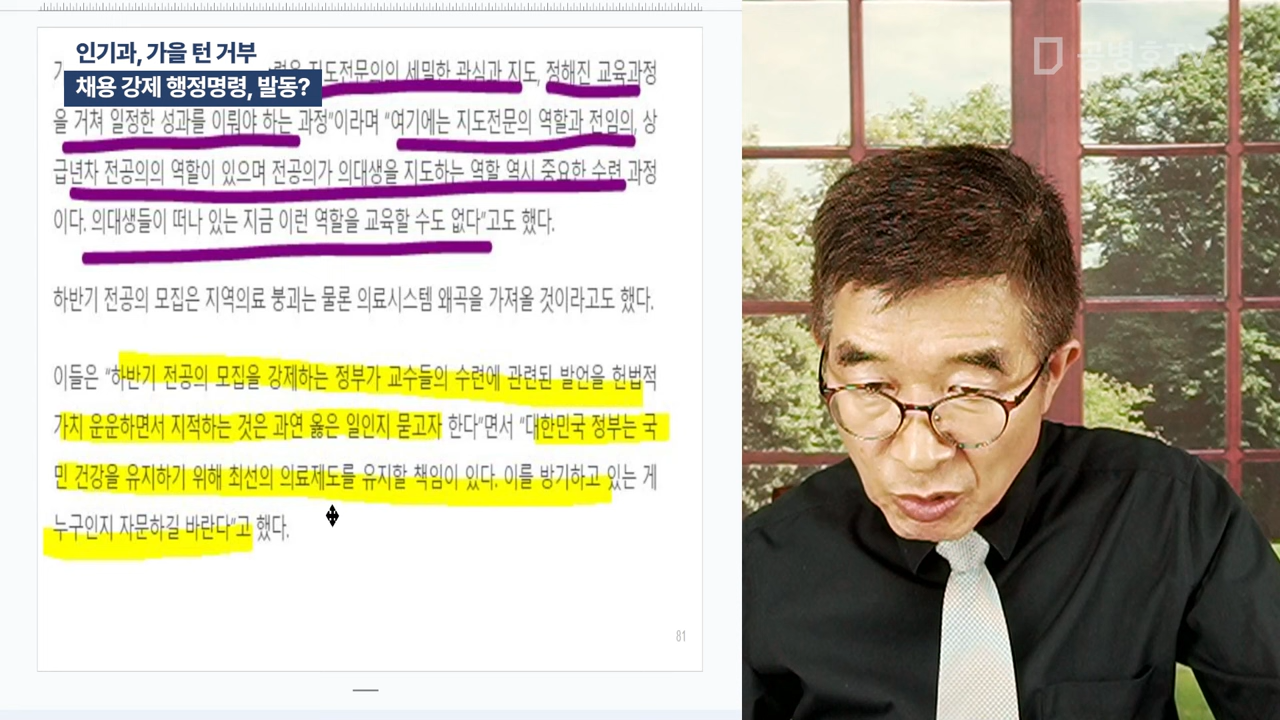 인기과, 가을 턴 거부
채용 강제 행정명령, 발동?
지도전문의의 세밀한 관심과 지도, 정해진 교육과정
을 거쳐 일정한 성과를 이뤄야 하는 과정”이라며 “여기에는 지도전문의 역할과 전임의, 상
급년차 전공의의 역할이 있으며 전공의가 의대생을 지도하는 역할 역시 중요한 수련 과정
이다. 의대생들이 떠나 있는 지금 이런 역할을 교육할 수도 없다”고도 했다.
하반기 전공의 모집은 지역의료 붕괴는 물론 의료시스템 왜곡을 가져올 것이라고도 했다.
이들은 “하반기 전공의 모집을 강제하는 정부가 교수들의 수련에 관련된 발언을 헌법적
가치 운운하면서 지적하는 것은 과연 옳은 일인지 묻고자 한다”면서 “대한민국 정부는 국
민 건강을 유지하기 위해 최선의 의료제도를 유지할 책임이 있다. 이를 방기하고 있는 게
누구인지 자문하길 바란다”고 했다.
81
공병호